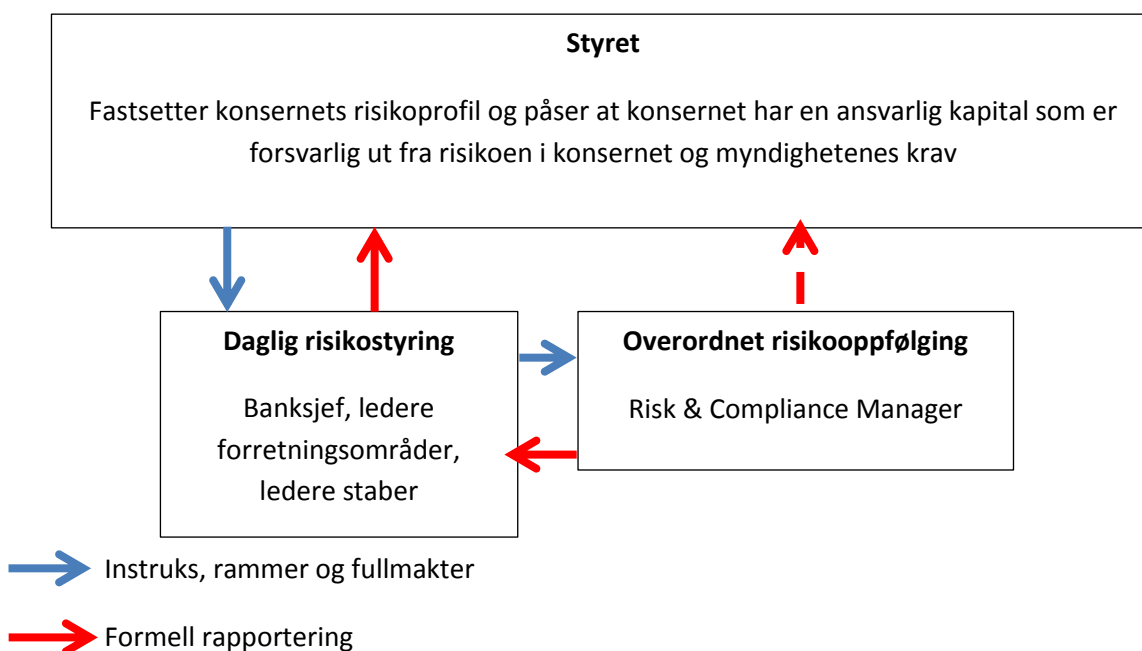 Styret
Fastsetter konsernets risikoprofil og påser at konsernet har en ansvarlig kapital som er
forsvarlig ut fra risikoen i konsernet og myndighetenes krav
Daglig risikostyring
Banksjef, ledere
forretningsområder,
ledere staber
Overordnet risikooppfølging
Risk & Compliance Manager
Instruks, rammer og fullmakter
Formell rapportering